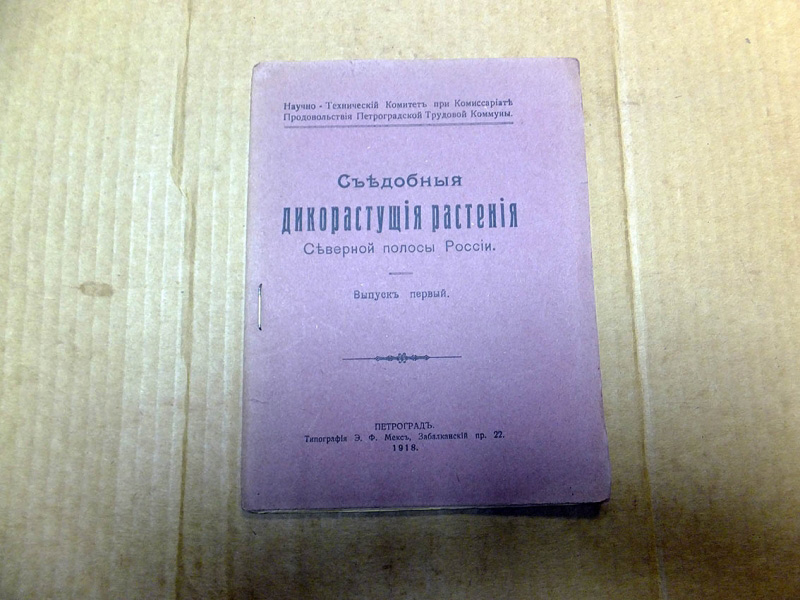 Научно - Техническій Комитетъ при Комиссаріатѣ
Продовольствія Петроградской Трудовой Коммуны.
Съѣдобныя
дикорастущія растенія
Сѣверной полосы Россіи.
Выпускъ первый.
ПЕТРОГРАДЪ.
Типографія Э. Ф. Мексъ, Забалканскій пр. 22.
1918.